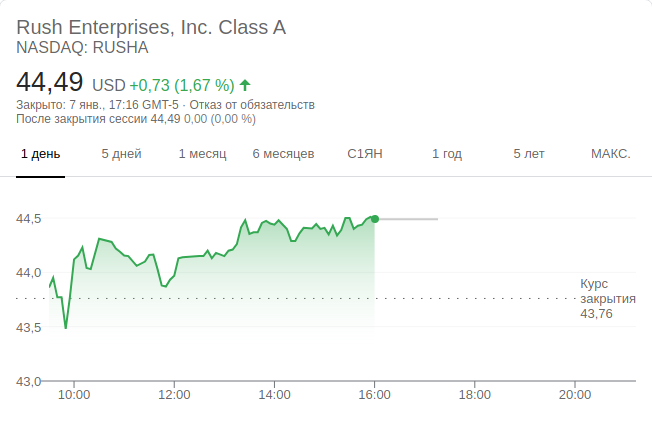 Rush Enterprises, Inc. Class A
NASDAQ: RUSHA
44,49 USD +0,73 (1,67 %)
Закрыто: 7 янв., 17:16 GMT-5 · Отказ от обязательств
После закрытия сессии 44,49 0,00 (0,00 %)
1 день 5 дней 1 месяц 6 месяцев С1ЯН 1 год 5 лет МАКС.
44,5
44,0
Курс
закрытия
43,76
43,5
43,0
10:00 12:00 14:00 16:00 18:00 20:00